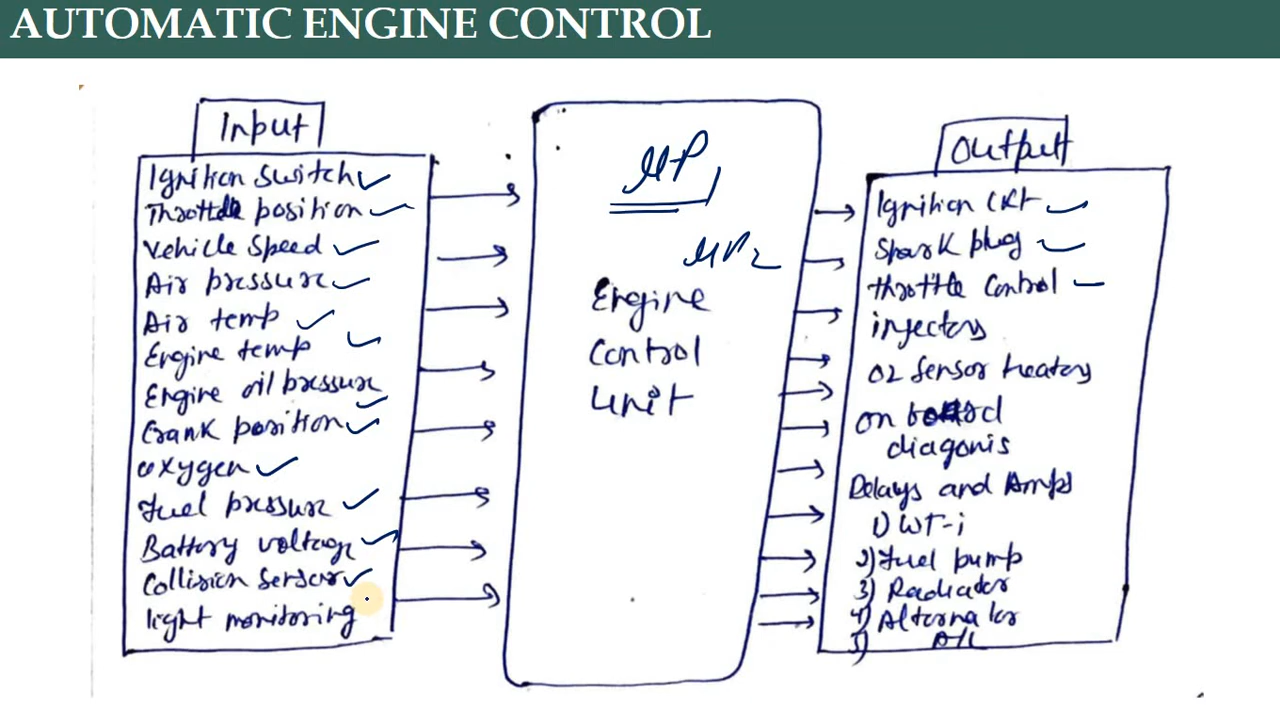 AUTOMATIC ENGINE CONTROL
Input
Ignition switch
Throttle position
Vehicle speed
Air pressure
Air temp
Engine temp
Engine oil pressure
Crank position
oxygen
Fuel pressure
Battery voltage
Collision sensor
light monitoring
MP1
MP2
Engine
Control
Unit
Output
Ignition CKt
Spark plug
throttle Control
injectors
O2 Sensor heaters
on board
diagonis
Relays and Amps
1)
2) Fuel pump
3) Radiator
4) Alternator
5) A/C